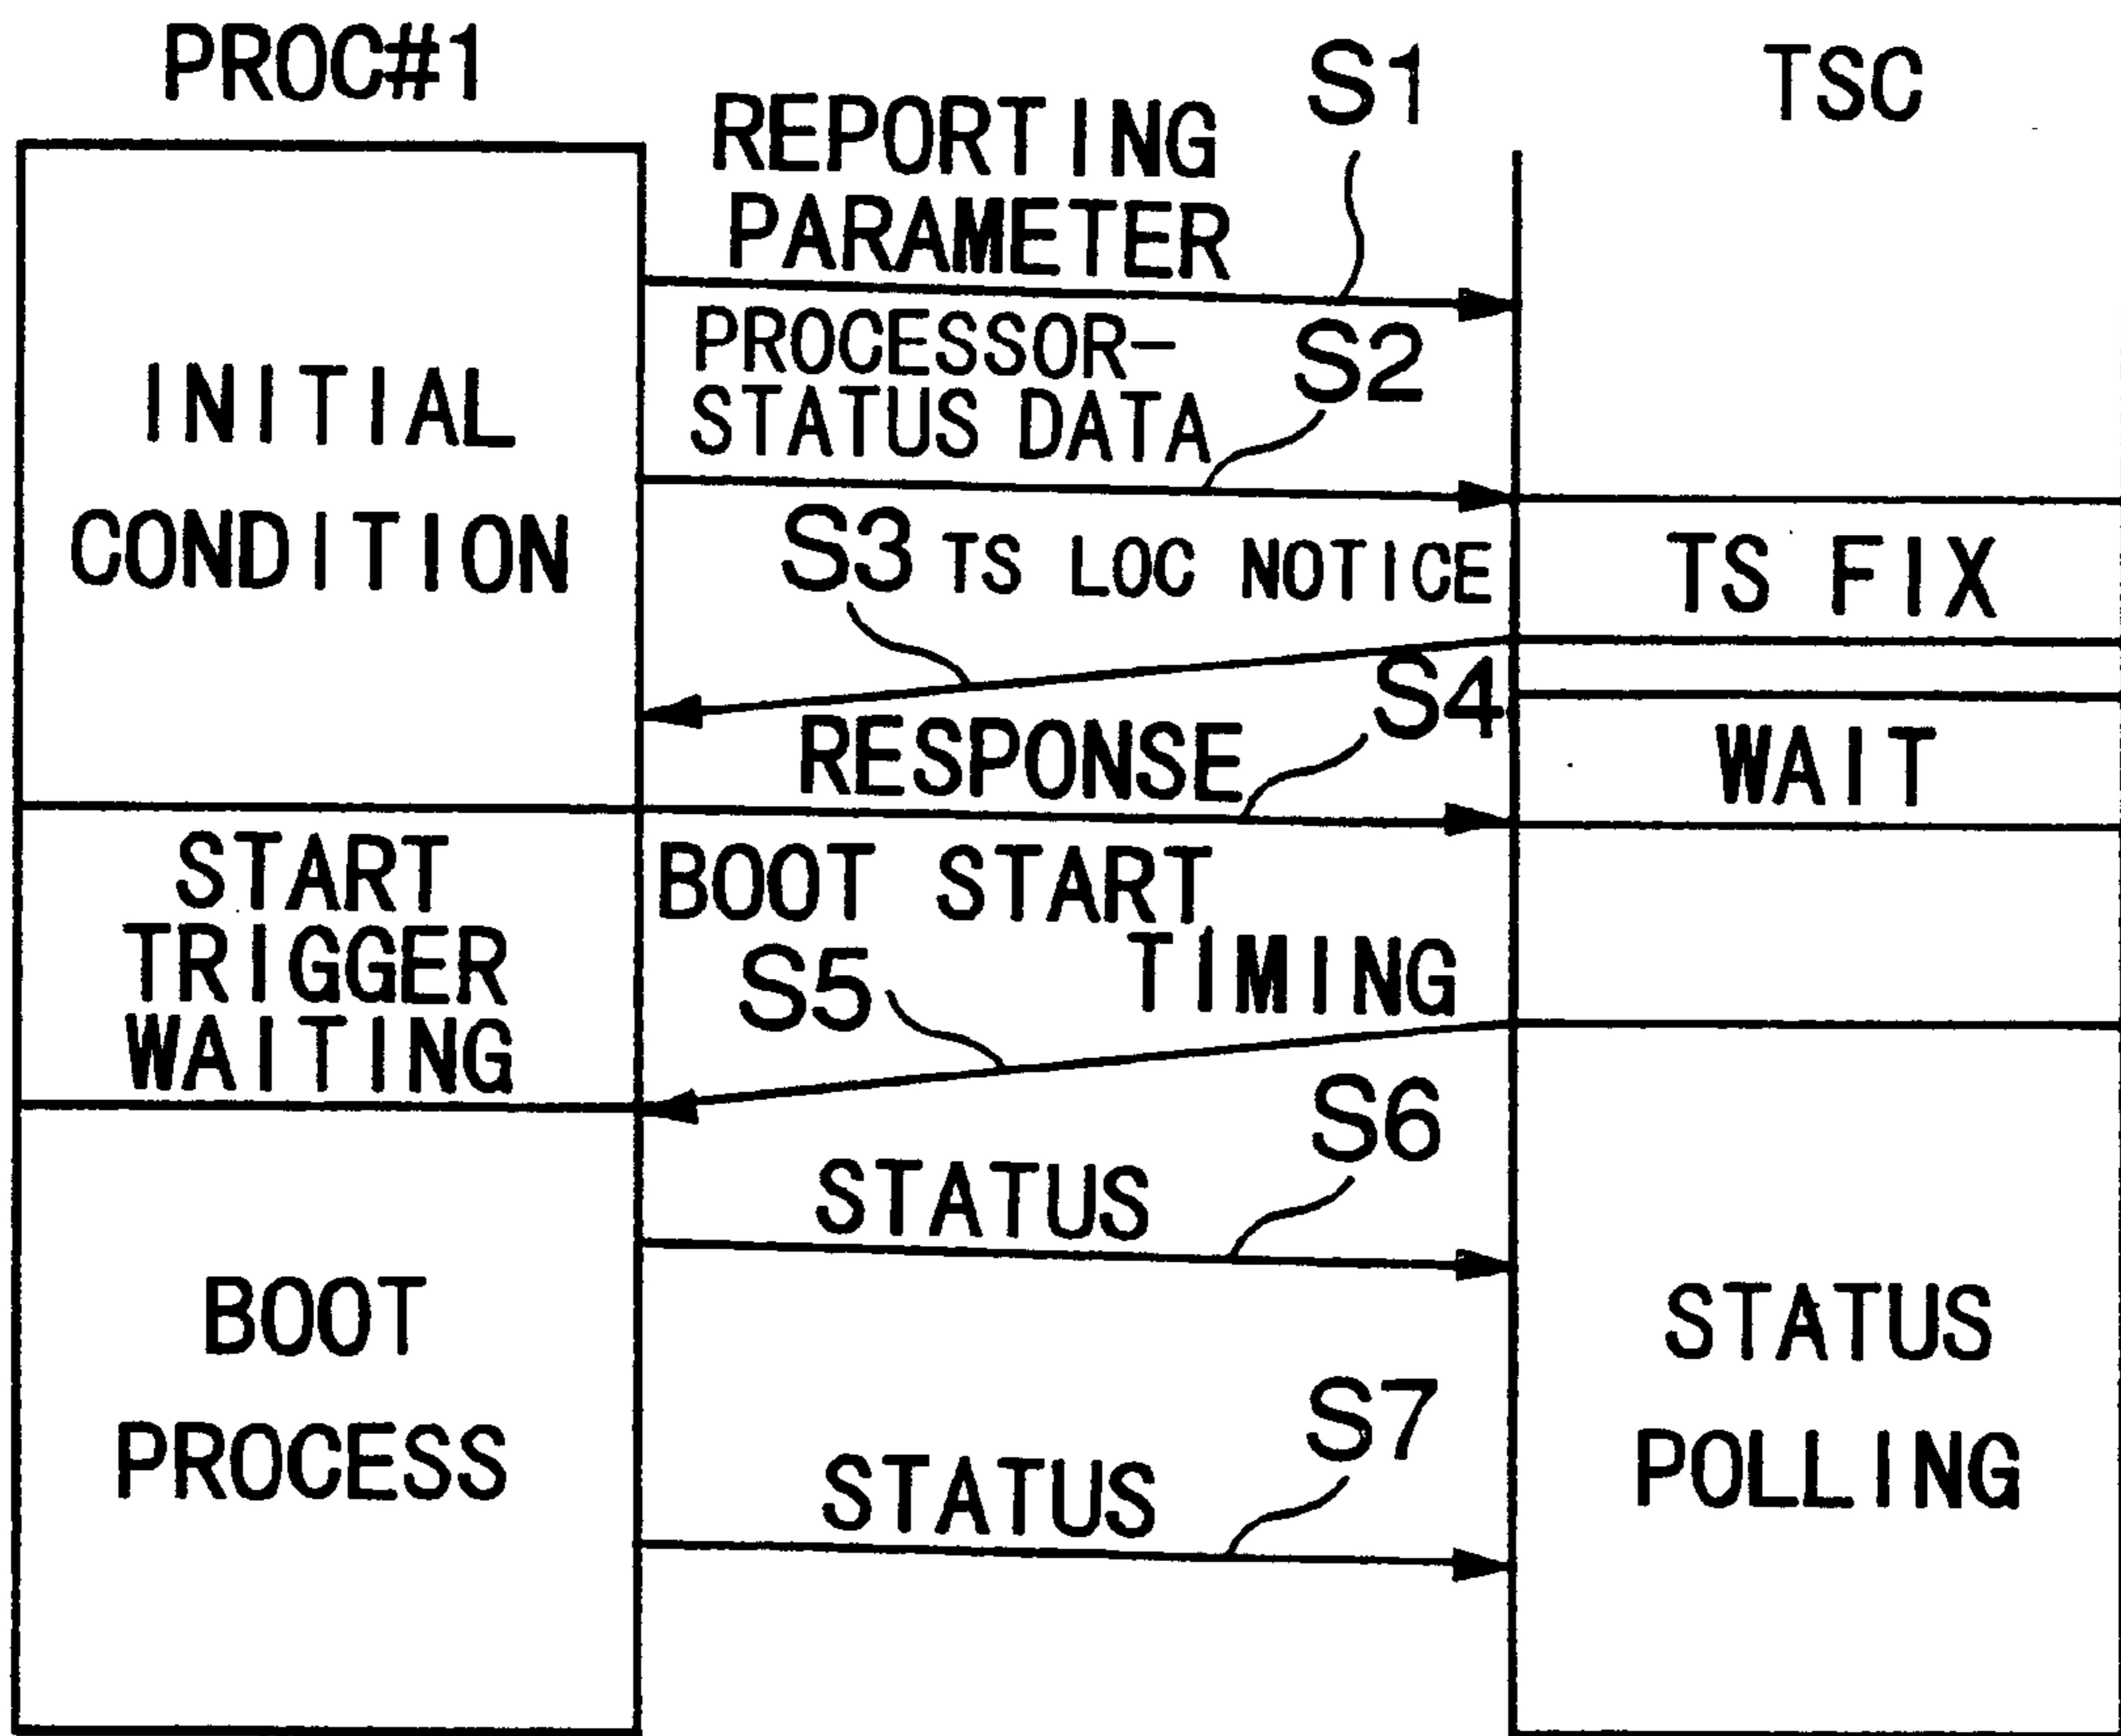 PROC#1
S1
TSC
REPORTING
PARAMETER
PROCESSOR-
STATUS DATA
S2
INITIAL
CONDITION
S3
TS LOC NOTICE
TS FIX
S4
RESPONSE
WAIT
START
TRIGGER
WAITING
BOOT START
TIMING
S5
S6
STATUS
BOOT
PROCESS
STATUS
POLLING
S7
STATUS